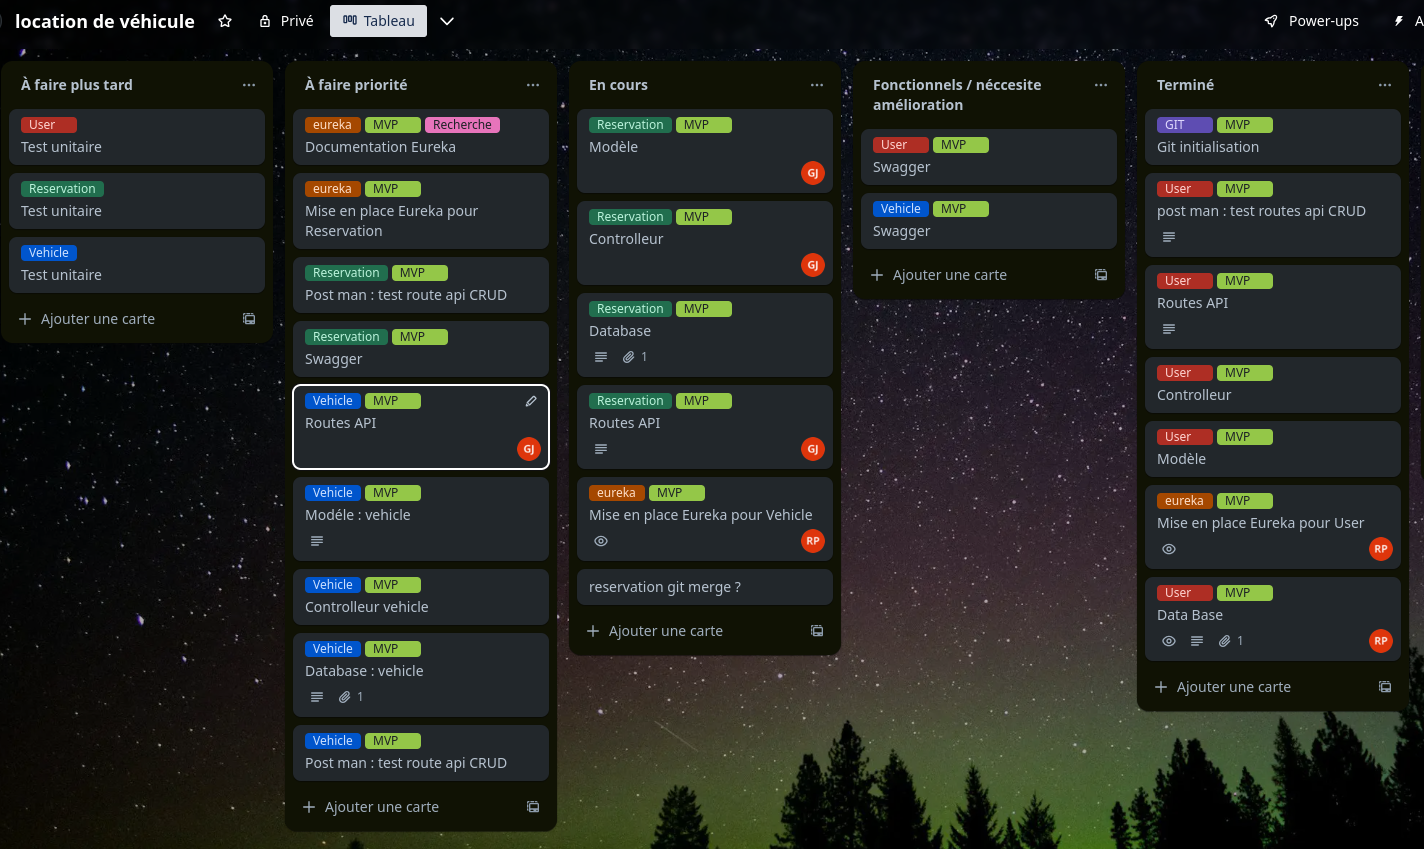 location de véhicule
Privé
Tableau
Power-ups
A
À faire plus tard
User
Test unitaire
Reservation
Test unitaire
Vehicle
Test unitaire
Ajouter une carte
À faire priorité
eureka MVP Recherche
Documentation Eureka
eureka MVP
Mise en place Eureka pour
Reservation
Reservation MVP
Post man : test route api CRUD
Reservation MVP
Swagger
Vehicle MVP
Routes API
GJ
Vehicle MVP
Modéle : vehicle
Vehicle MVP
Controlleur vehicle
Vehicle MVP
Database : vehicle
1
Vehicle MVP
Post man : test route api CRUD
Ajouter une carte
En cours
Reservation MVP
Modèle
GJ
Reservation MVP
Controlleur
GJ
Reservation MVP
Database
1
Reservation MVP
Routes API
GJ
eureka MVP
Mise en place Eureka pour Vehicle
RP
reservation git merge ?
Ajouter une carte
Fonctionnels / néccesite
amélioration
User MVP
Swagger
Vehicle MVP
Swagger
Ajouter une carte
Terminé
GIT MVP
Git initialisation
User MVP
post man : test routes api CRUD
User MVP
Routes API
User MVP
Controlleur
User MVP
Modèle
eureka MVP
Mise en place Eureka pour User
RP
User MVP
Data Base
1
RP
Ajouter une carte